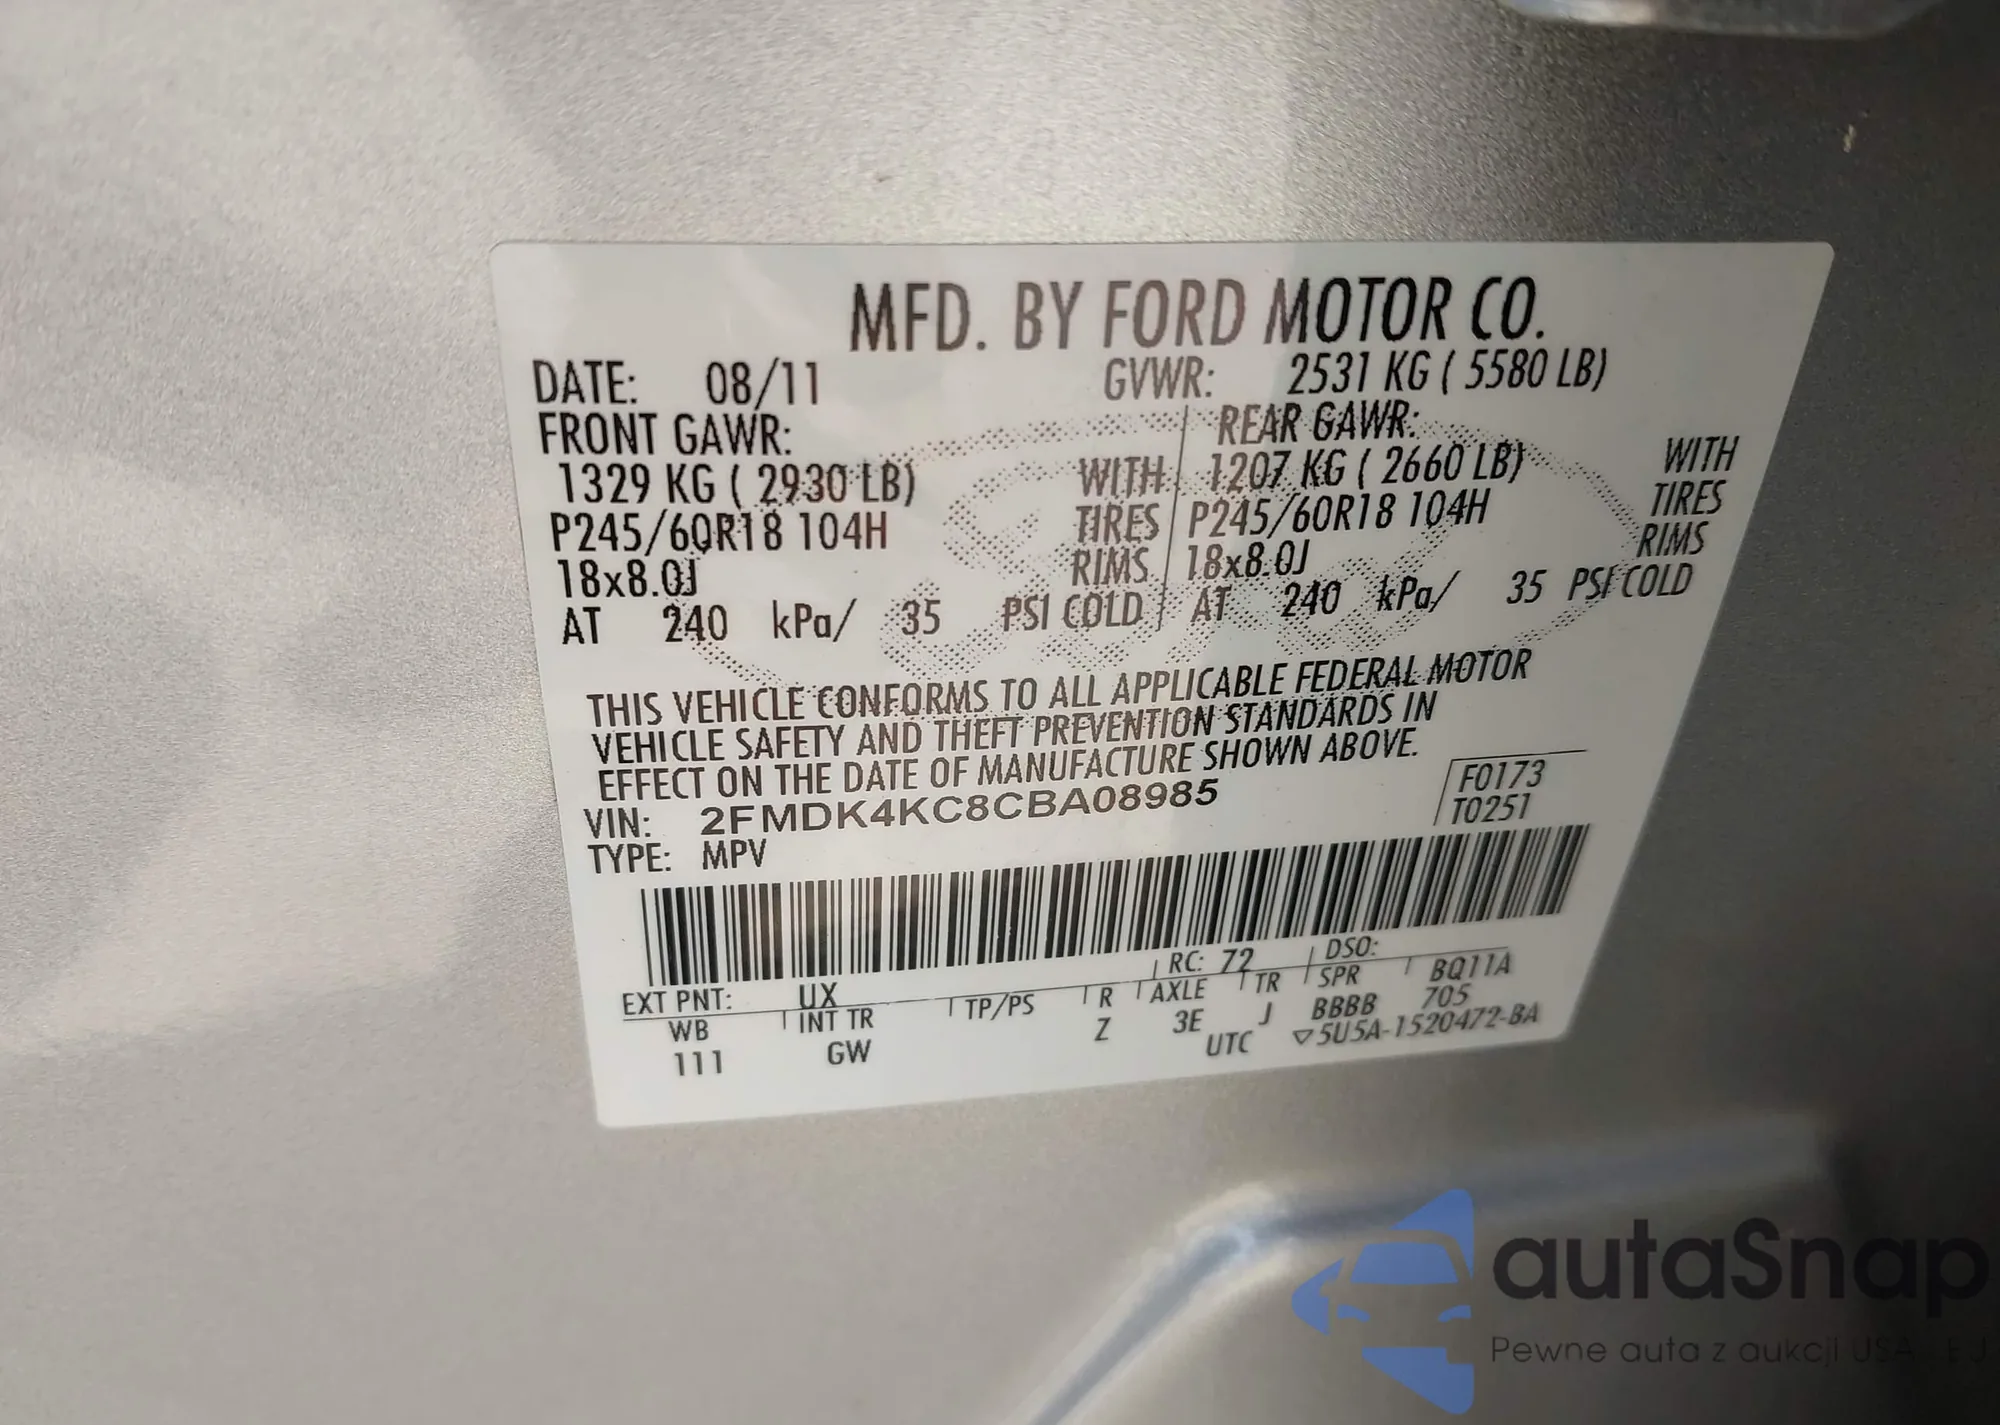 MFD. BY FORD MOTOR CO.
DATE: 08/11 GVWR: 2531 KG ( 5580 LB)
FRONT GAWR: REAR GAWR:
1329 KG ( 2930 LB) WITH 1207 KG ( 2660 LB) WITH
P245/60R18 104H TIRES P245/60R18 104H TIRES
18x8.0J RIMS 18x8.0J RIMS
AT 240 kPa/ 35 PSI COLD AT 240 kPa/ 35 PSI COLD
THIS VEHICLE CONFORMS TO ALL APPLICABLE FEDERAL MOTOR
VEHICLE SAFETY AND THEFT PREVENTION STANDARDS IN
EFFECT ON THE DATE OF MANUFACTURE SHOWN ABOVE.
VIN: 2FMDK4KC8CBA08985
F0173
T0251
TYPE: MPV
EXT PNT: UX RC: 72 DSO:
WB INT TR TP/PS R AXLE TR SPR BQ11A
111 GW Z 3E J BBBB 705
UTC ▽5U5A-1520472-BA
autaSnap
Pewne auta z aukcji USA